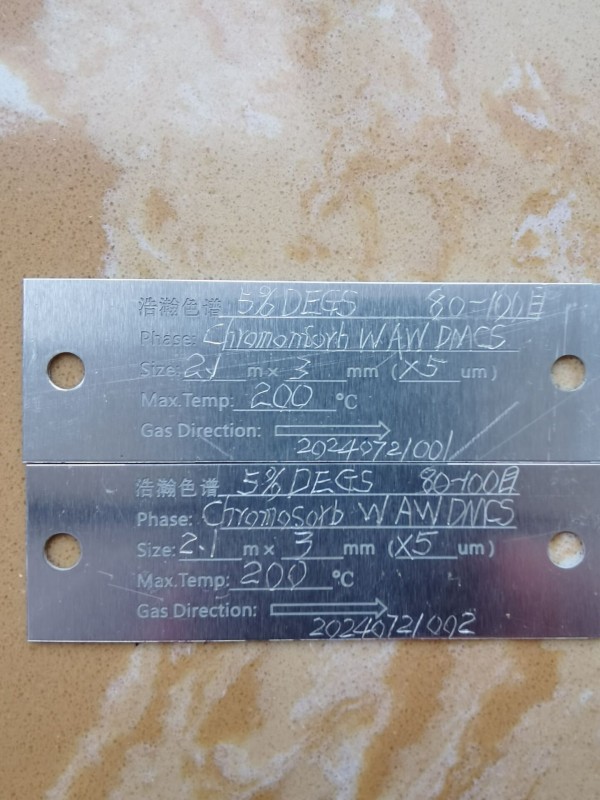 浩瀚色谱 5% DEGS 80-100目
Phase: Chromonsorb W AW DMCS
Size: 2.1 m × 3 mm (X5 um)
Max.Temp: 200 °C
Gas Direction:
20240721001
浩瀚色谱 5% DEGS 80-100目
Phase: Chromosorb W AW DMCS
Size: 2.1 m × 3 mm (X5 um)
Max.Temp: 200 °C
Gas Direction:
20240721002